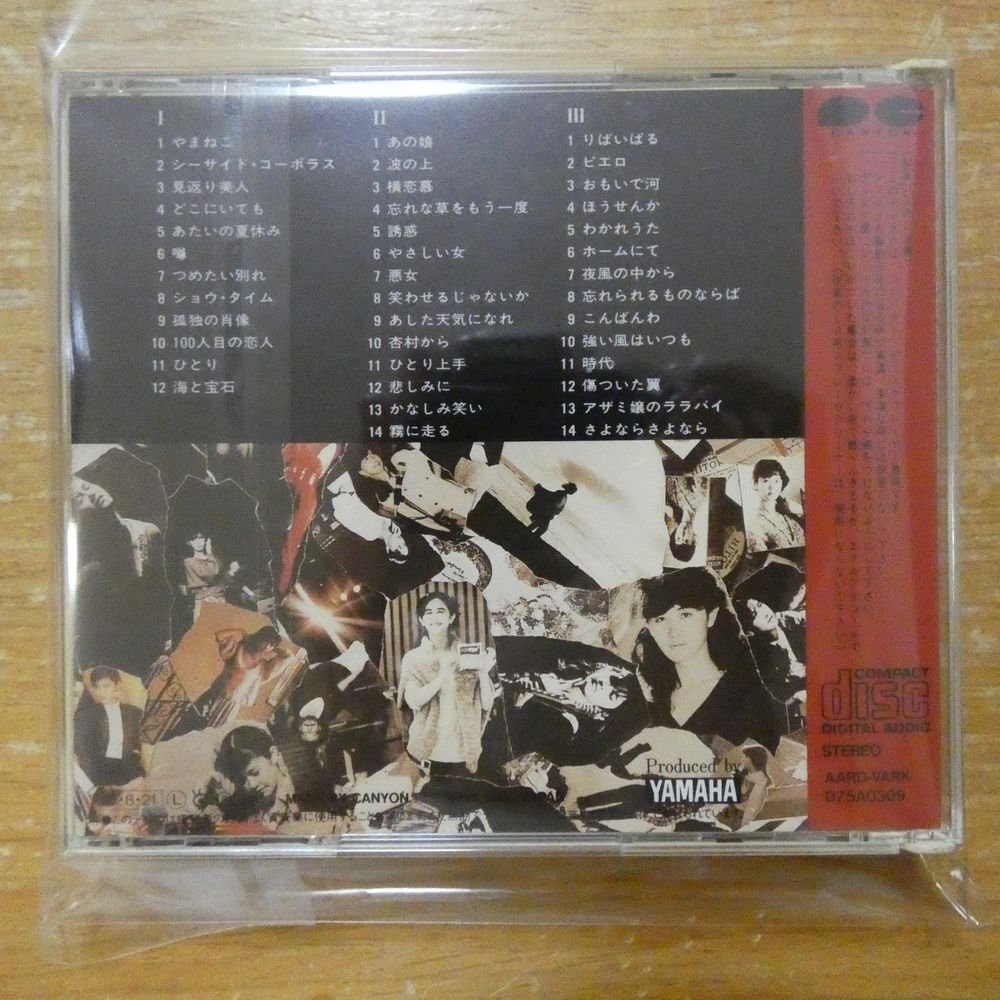 I
1 やまねこ
2 シーサイド・コーポラス
3 見返り美人
4 どこにいても
5 あたいの夏休み
6 噂
7 つめたい別れ
8 ショウ・タイム
9 孤独の肖像
10 100人目の恋人
11 ひとり
12 海と宝石
II
1 あの娘
2 波の上
3 横恋慕
4 忘れな草をもう一度
5 誘惑
6 やさしい女
7 悪女
8 笑わせるじゃないか
9 あした天気になれ
10 杏村から
11 ひとり上手
12 悲しみに
13 かなしみ笑い
14 霧に走る
III
1 りばいばる
2 ピエロ
3 おもいで河
4 ほうせんか
5 わかれうた
6 ホームにて
7 夜風の中から
8 忘れられるものならば
9 こんばんわ
10 強い風はいつも
11 時代
12 傷ついた翼
13 アザミ嬢のララバイ
14 さよならさよなら
CANYON
COMPACT
disc
DIGITAL AUDIO
STEREO
AARD-VARK
D75A0309
Produced by
YAMAHA
8・21 L CANYON